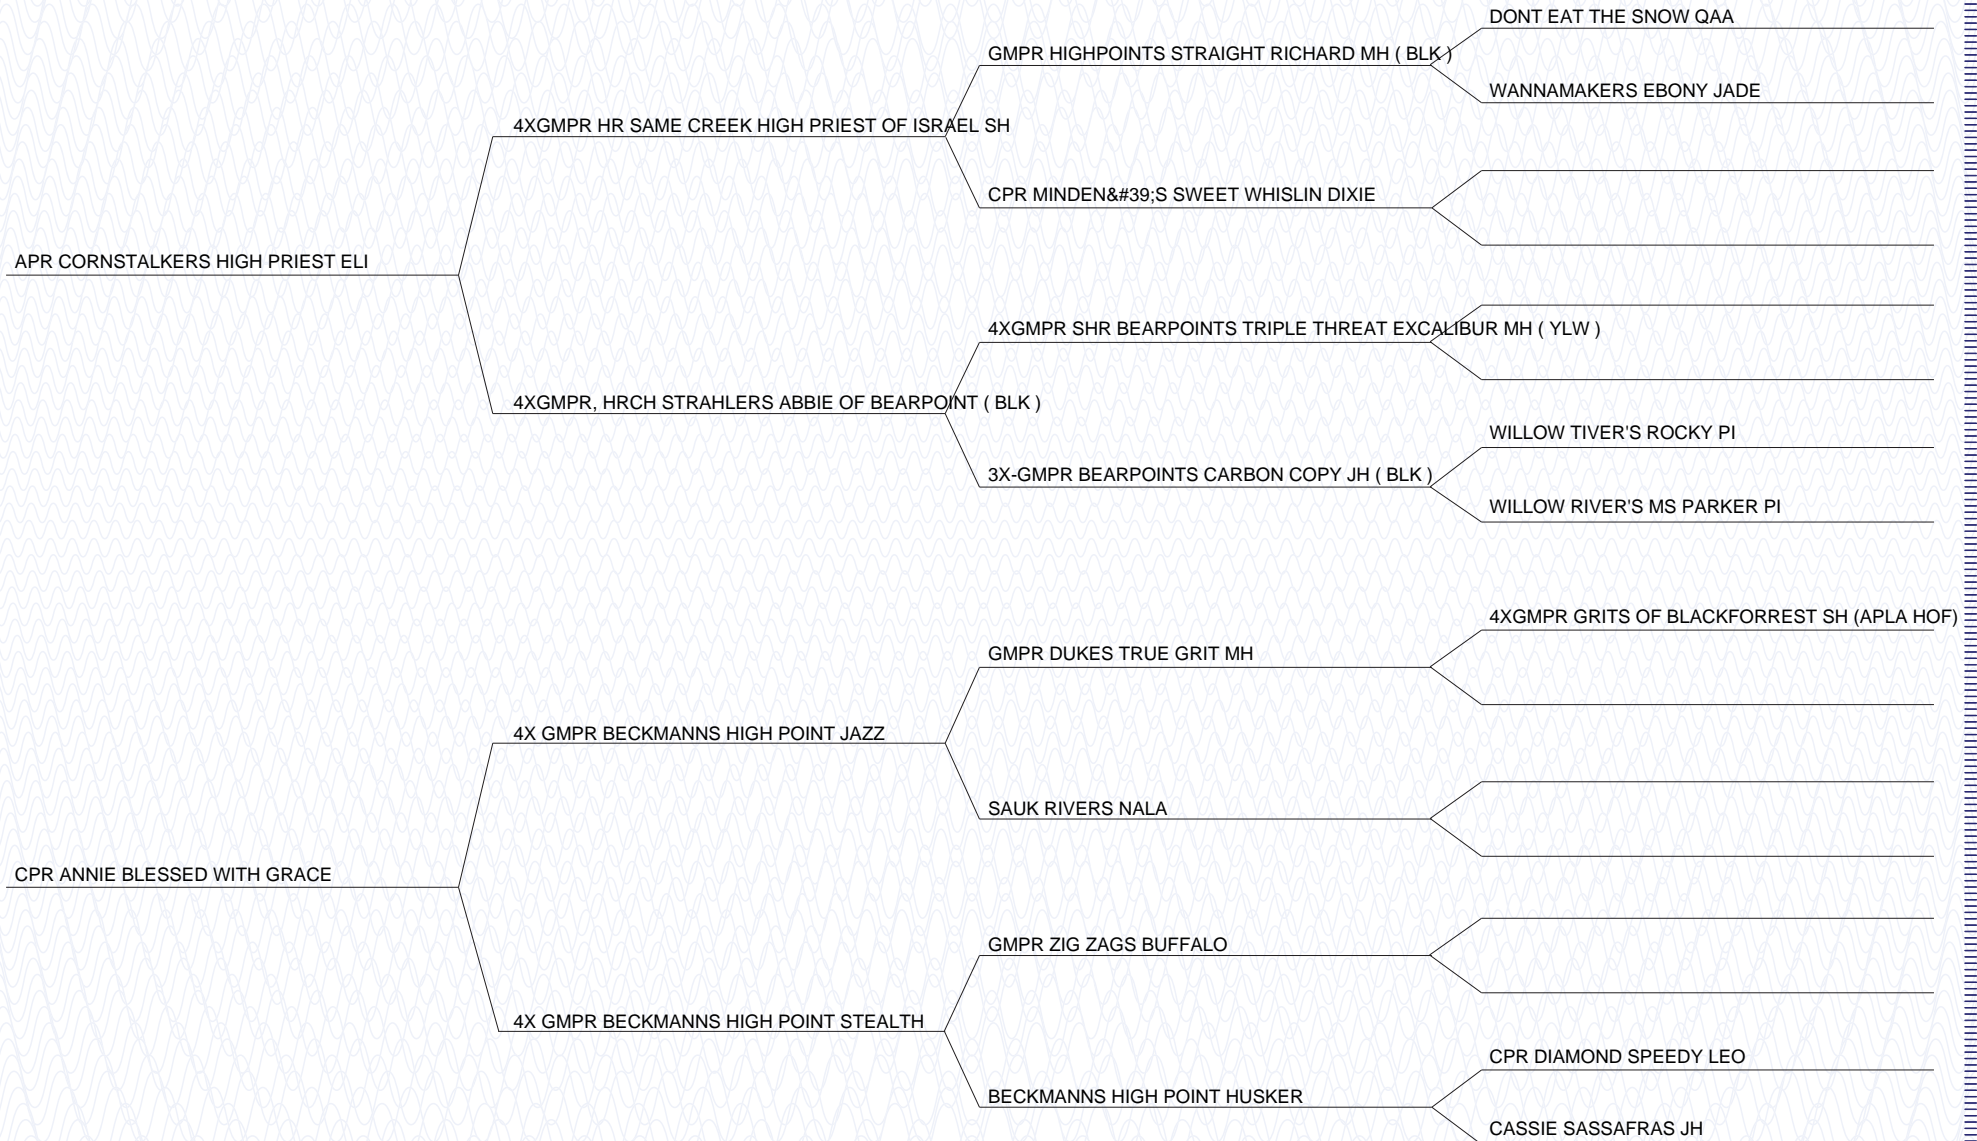 DONT EAT THE SNOW QAA
GMPR HIGHPOINTS STRAIGHT RICHARD MH ( BLK )
WANNAMAKERS EBONY JADE
4XGMPR HR SAME CREEK HIGH PRIEST OF ISRAEL SH
CPR MINDEN&#39;S SWEET WHISLIN DIXIE
APR CORNSTALKERS HIGH PRIEST ELI
4XGMPR SHR BEARPOINTS TRIPLE THREAT EXCALIBUR MH ( YLW )
4XGMPR, HRCH STRAHLERS ABBIE OF BEARPOINT ( BLK )
WILLOW TIVER'S ROCKY PI
3X-GMPR BEARPOINTS CARBON COPY JH ( BLK )
WILLOW RIVER'S MS PARKER PI
4XGMPR GRITS OF BLACKFORREST SH (APLA HOF)
GMPR DUKES TRUE GRIT MH
4X GMPR BECKMANNS HIGH POINT JAZZ
SAUK RIVERS NALA
CPR ANNIE BLESSED WITH GRACE
GMPR ZIG ZAGS BUFFALO
4X GMPR BECKMANNS HIGH POINT STEALTH
CPR DIAMOND SPEEDY LEO
BECKMANNS HIGH POINT HUSKER
CASSIE SASSAFRAS JH